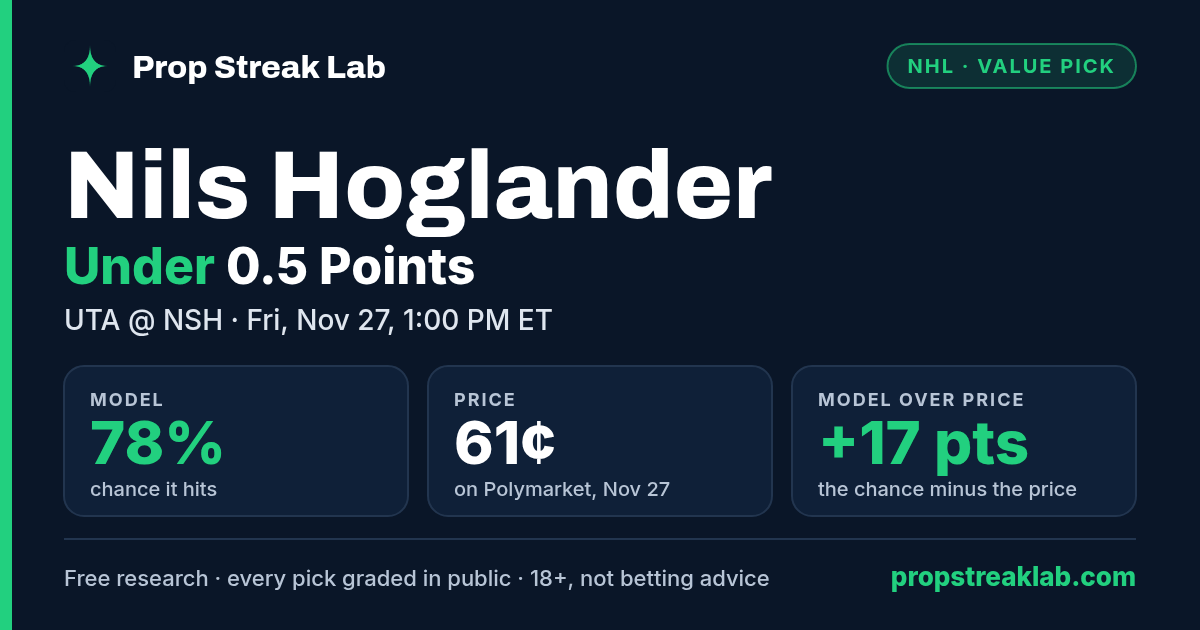 Prop Streak Lab
NHL · VALUE PICK
Nils Hoglander
Under 0.5 Points
UTA @ NSH · Fri, Nov 27, 1:00 PM ET
MODEL
78%
chance it hits
PRICE
61¢
on Polymarket, Nov 27
MODEL OVER PRICE
+17 pts
the chance minus the price
Free research · every pick graded in public · 18+, not betting advice
propstreaklab.com